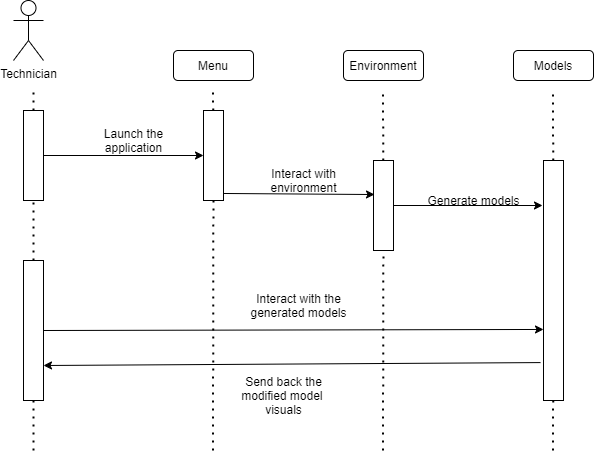 Technician
Menu
Environment
Models
Launch the
application
Interact with
environment
Generate models
Interact with the
generated models
Send back the
modified model
visuals